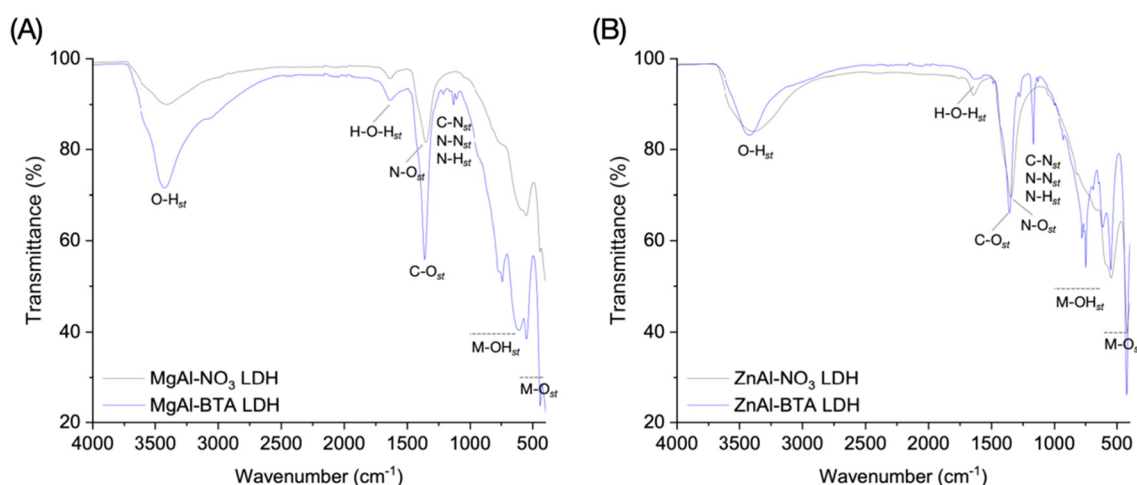 (A)
100
80
60
40
20
Transmittance (%)
O-Hst
H-O-Hst
N-Ost
C-Nst
N-Nst
N-Hst
C-Ost
M-OHst
M-Ost
MgAl-NO3 LDH
MgAl-BTA LDH
4000 3500 3000 2500 2000 1500 1000 500
Wavenumber (cm-1)
(B)
100
80
60
40
20
Transmittance (%)
O-Hst
H-O-Hst
C-Nst
N-Nst
N-Hst
N-Ost
C-Ost
M-OHst
M-Os
ZnAl-NO3 LDH
ZnAl-BTA LDH
4000 3500 3000 2500 2000 1500 1000 500
Wavenumber (cm-1)